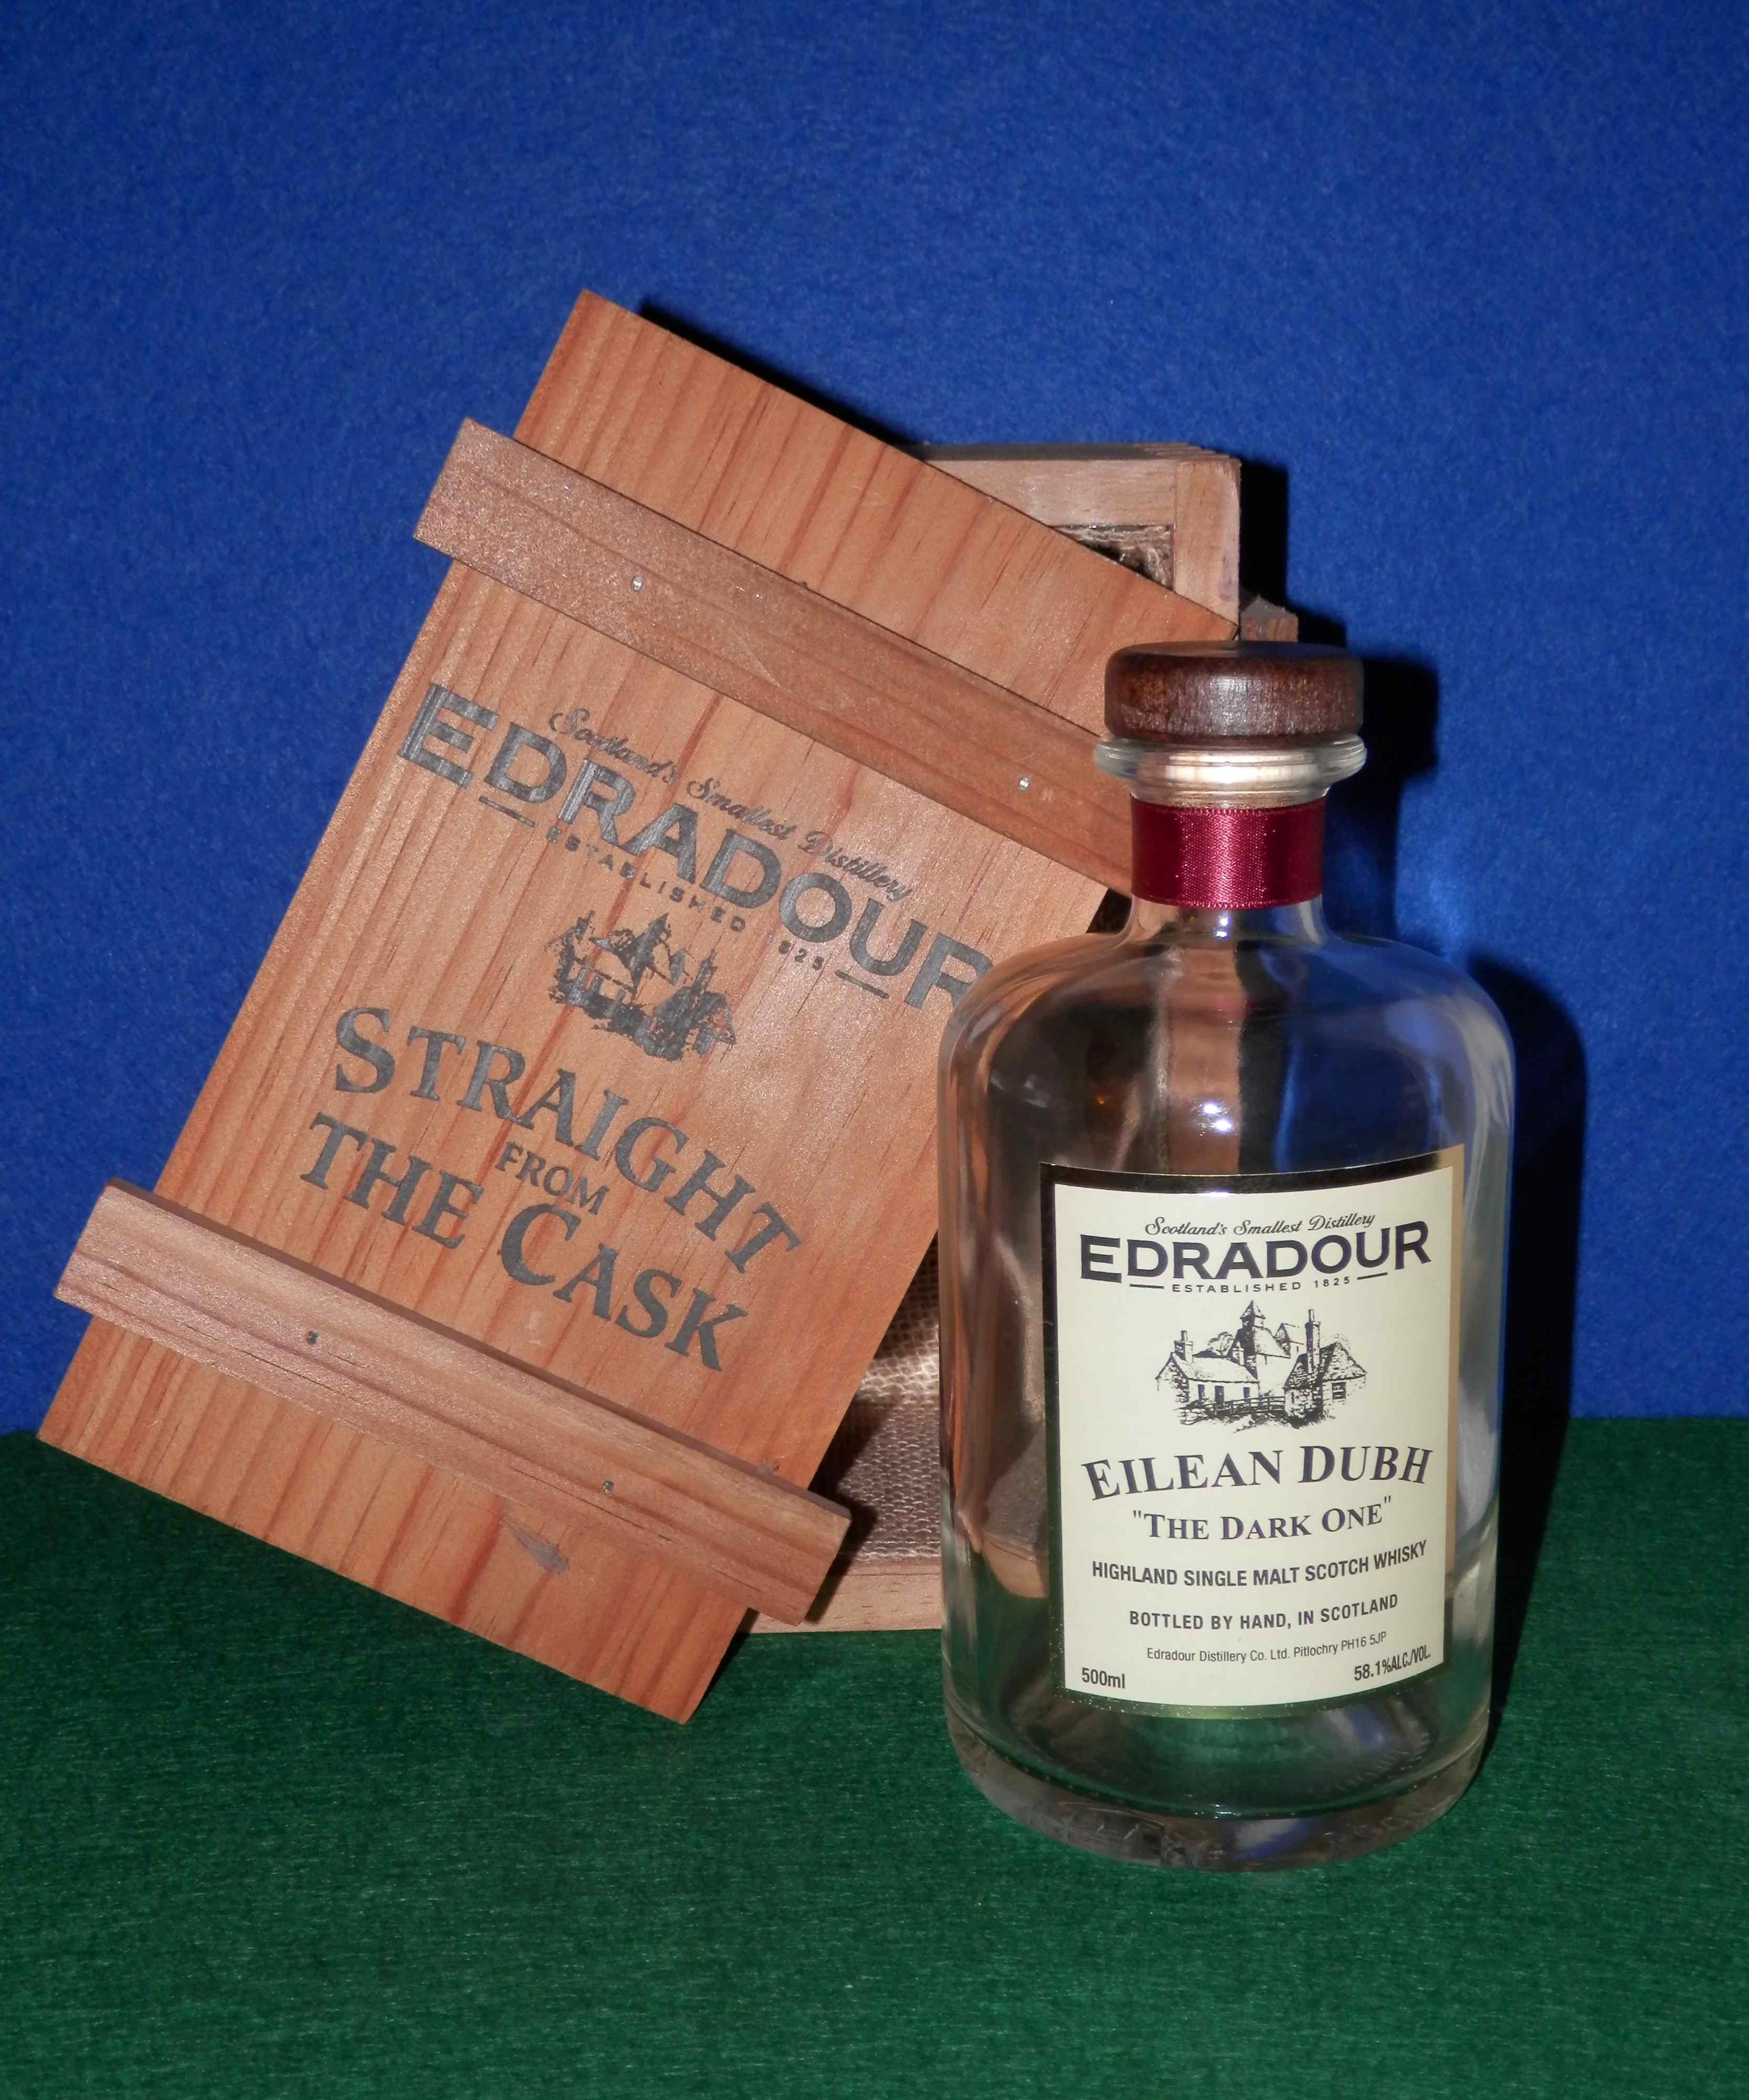 Scotland's Smallest Distillery
EDRADOUR
ESTABLISHED 1825
STRAIGHT
FROM
THE CASK
Scotland's Smallest Distillery
EDRADOUR
ESTABLISHED 1825
EILEAN DUBH
"THE DARK ONE"
HIGHLAND SINGLE MALT SCOTCH WHISKY
BOTTLED BY HAND, IN SCOTLAND
Edradour Distillery Co. Ltd. Pitlochry PH16 5JP
500ml 58.1%ALC./VOL.